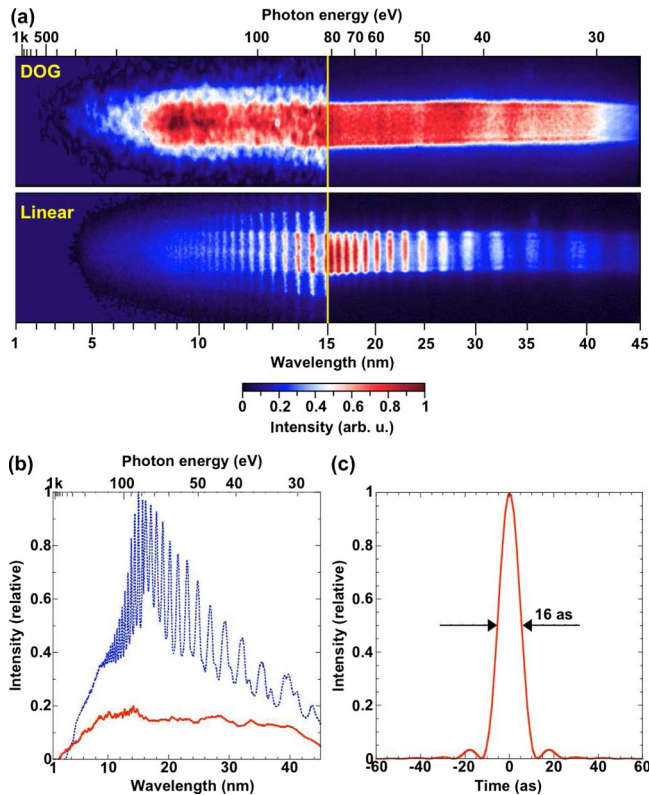 (a)
Photon energy (eV)
1k 500 100 80 70 60 50 40 30
DOG
Linear
1 5 10 15 20 25 30 35 40 45
Wavelength (nm)
0 0.2 0.4 0.6 0.8 1
Intensity (arb. u.)
(b)
Photon energy (eV)
1k 100 50 40 30
1
0.8
0.6
0.4
0.2
0
Intensity (relative)
1 10 20 30 40
Wavelength (nm)
(c)
1
0.8
0.6
0.4
0.2
0
Intensity (relative)
16 as
-60 -40 -20 0 20 40 60
Time (as)